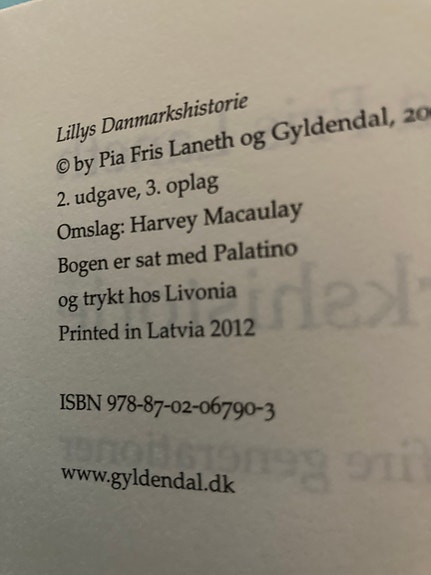 Lillys Danmarkshistorie
© by Pia Fris Laneth og Gyldendal,
2. udgave, 3. oplag
Omslag: Harvey Macaulay
Bogen er sat med Palatino
og trykt hos Livonia
Printed in Latvia 2012
ISBN 978-87-02-06790-3
www.gyldendal.dk